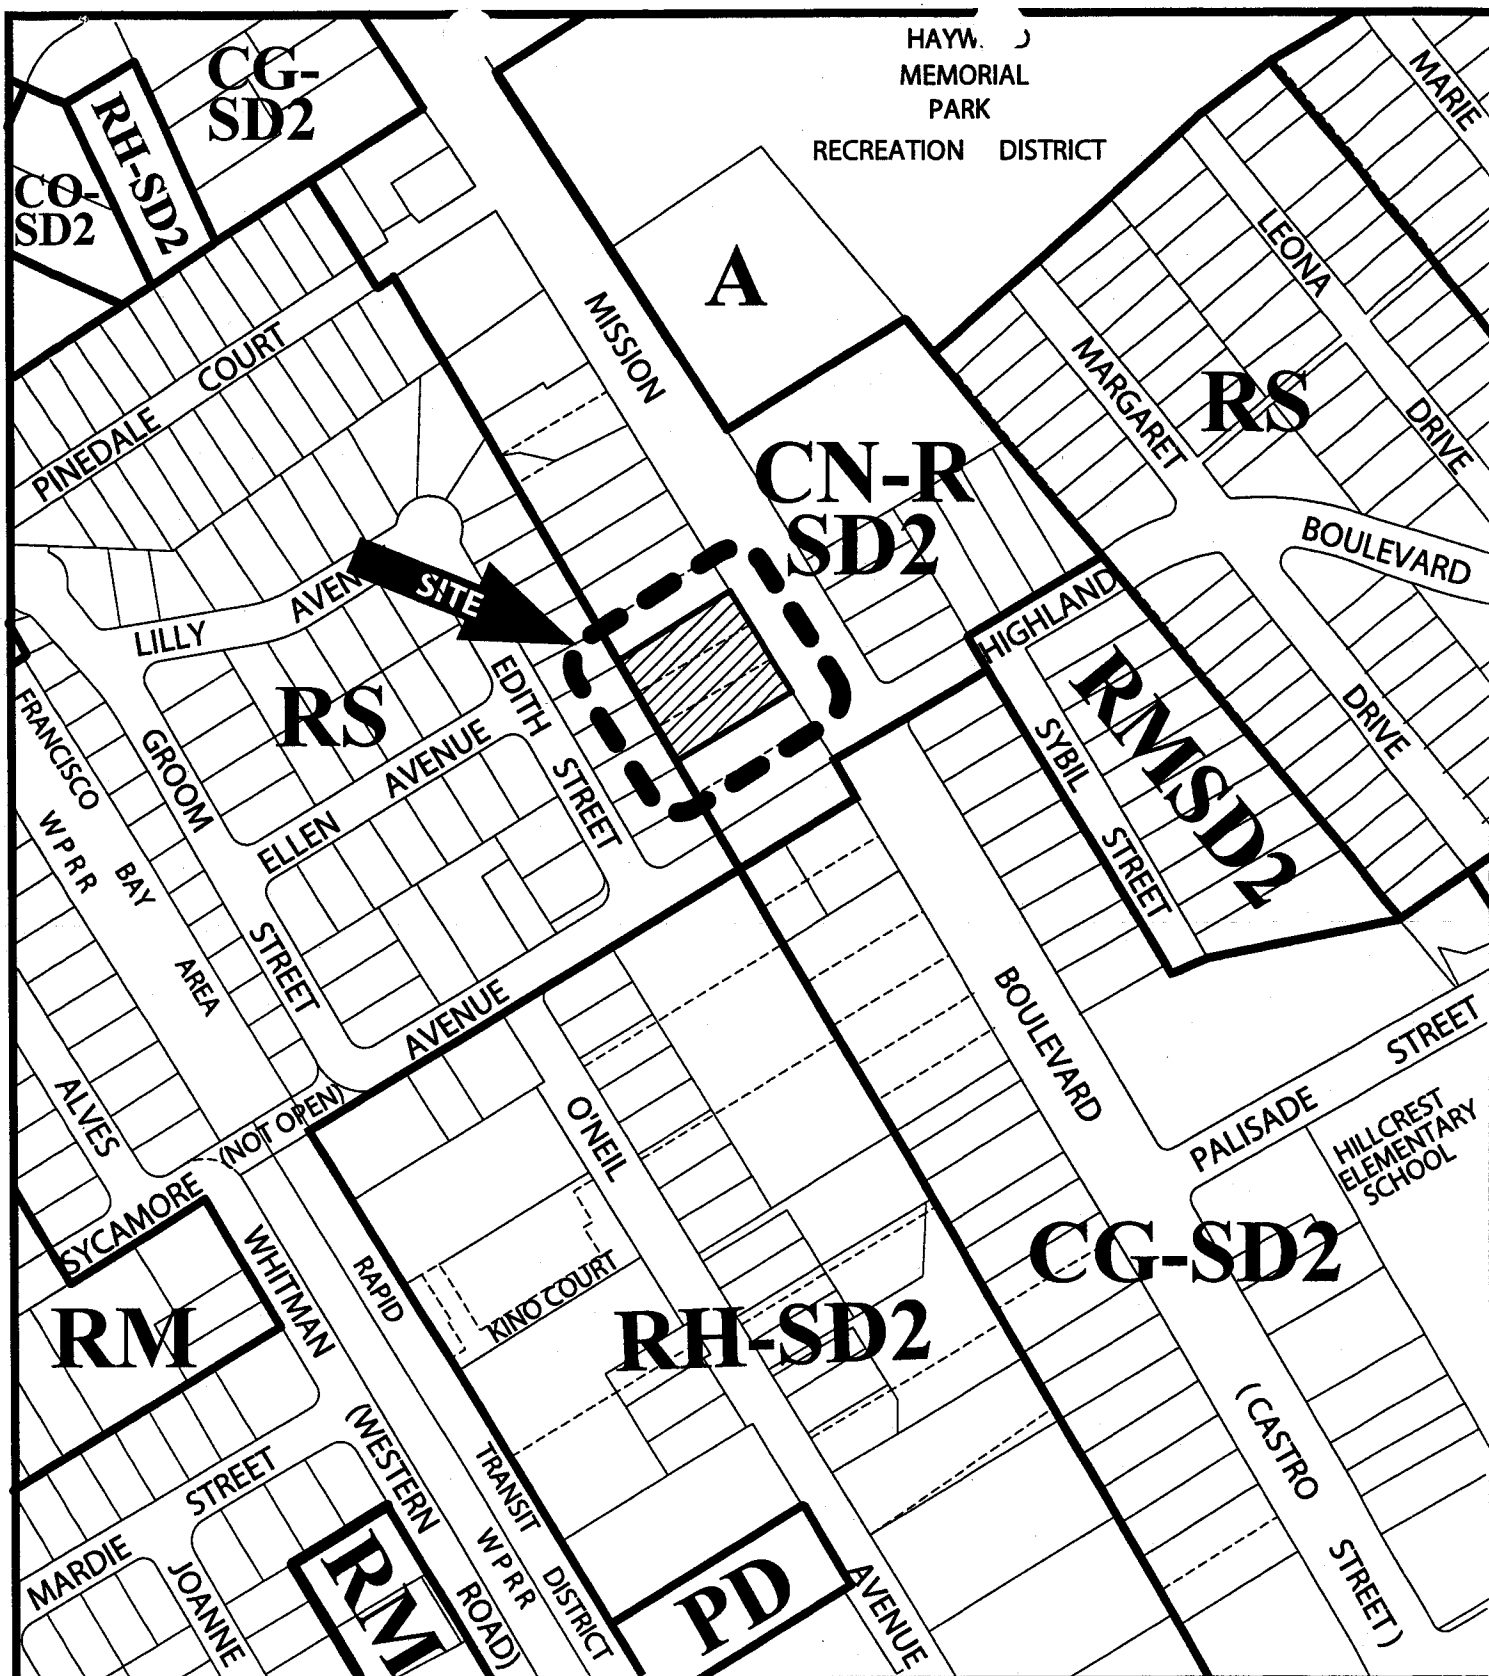 HAYW
MEMORIAL
PARK
RECREATION DISTRICT
MARIE
CG-
SD2
RH-SD2
CO-
SD2
LEONA
DRIVE
A
MISSION
MARGARET
RS
PINEDALE COURT
CN-R
SD2
BOULEVARD
SITE
LILLY AVEN
HIGHLAND
EDITH
STREET
RS
RMSD2
DRIVE
SYBIL
STREET
FRANCISCO
BAY
AREA
WPRR
GROOM
STREET
ELLEN AVENUE
AVENUE
BOULEVARD
STREET
PALISADE
HILLCREST
ELEMENTARY
SCHOOL
ALVES
(NOT OPEN)
SYCAMORE
O'NEIL
WHITMAN
RAPID
KINO COURT
CG-SD2
RM
RH-SD2
(WESTERN
ROAD)
TRANSIT
DISTRICT
WPRR
(CASTRO
STREET)
MARDIE STREET
JOANNE
RM
PD
AVENUE